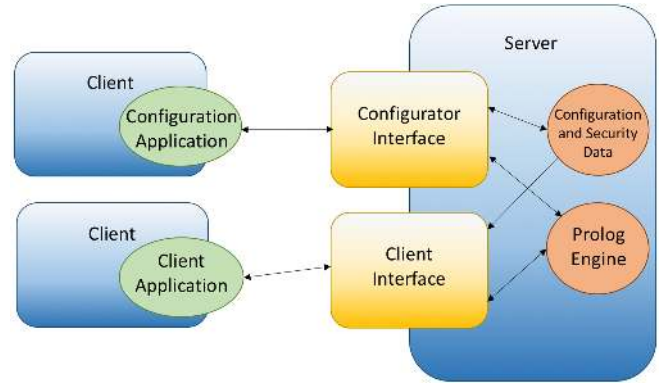 Server
Client
Configuration
Application
Configurator
Interface
Configuration
and Security
Data
Client
Client
Application
Client
Interface
Prolog
Engine